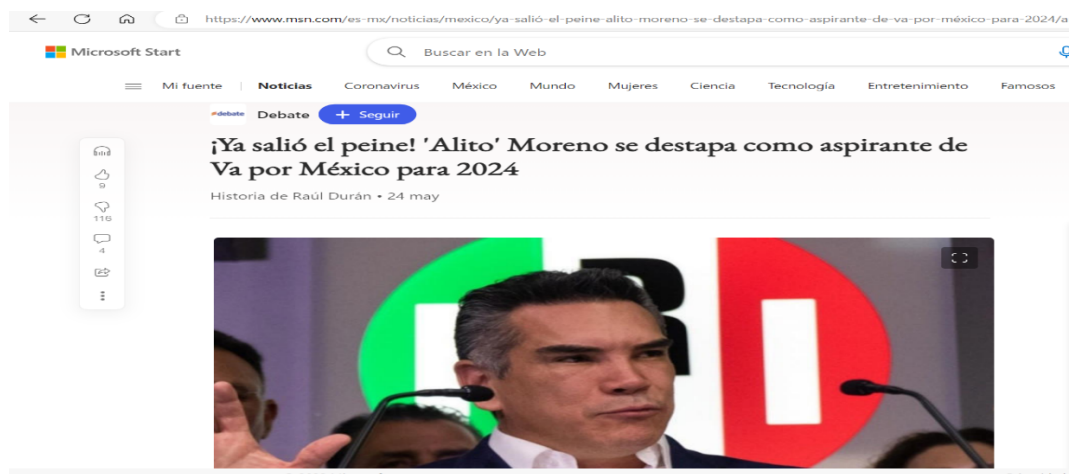 https://www.msn.com/es-mx/noticias/mexico/ya-salió-el-peine-alito-moreno-se-destapa-como-aspirante-de-va-por-méxico-para-2024/a
Microsoft Start
Buscar en la Web
Mi fuente Noticias Coronavirus México Mundo Mujeres Ciencia Tecnología Entretenimiento Famosos
debate Debate + Seguir
¡Ya salió el peine! 'Alito' Moreno se destapa como aspirante de
Va por México para 2024
Historia de Raúl Durán • 24 may
9
116
4